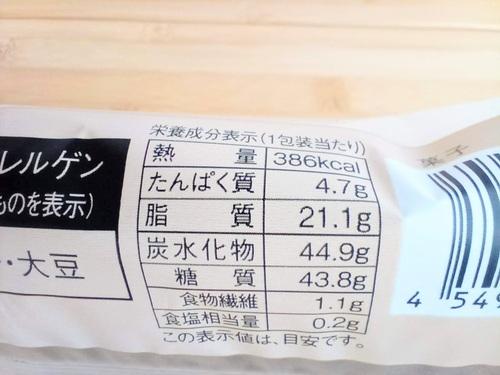 栄養成分表示(1包装当たり)
熱量 386kcal
たんぱく質 4.7g
脂質 21.1g
炭水化物 44.9g
糖質 43.8g
食物繊維 1.1g
食塩相当量 0.2g
この表示値は、目安です。
レルゲン
ものを表示)
・大豆
菓子
4 549